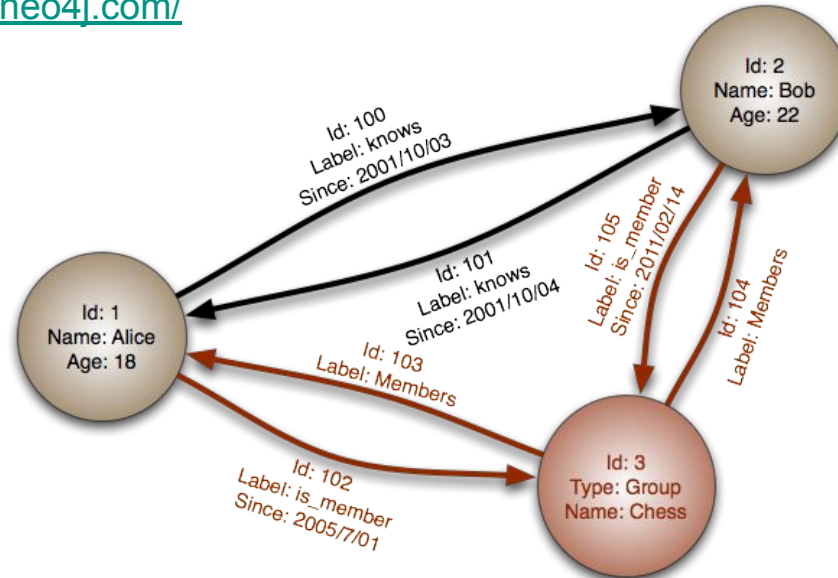 neo4j.com/
Id: 2
Name: Bob
Age: 22
Id: 100
Label: knows
Since: 2001/10/03
Id: 101
Label: knows
Since: 2001/10/04
Id: 105
Label: is_member
Since: 2011/02/14
Id: 104
Label: Members
Id: 1
Name: Alice
Age: 18
Id: 103
Label: Members
Id: 102
Label: is_member
Since: 2005/7/01
Id: 3
Type: Group
Name: Chess